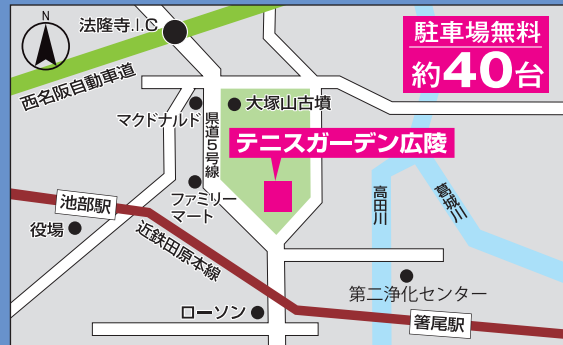 N
法隆寺.I.C
西名阪自動車道
駐車場無料
約40台
マクドナルド
大塚山古墳
県道5号線
テニスガーデン広陵
ファミリー
マート
池部駅
役場
近鉄田原本線
高田川
葛城川
第二浄化センター
ローソン
箸尾駅